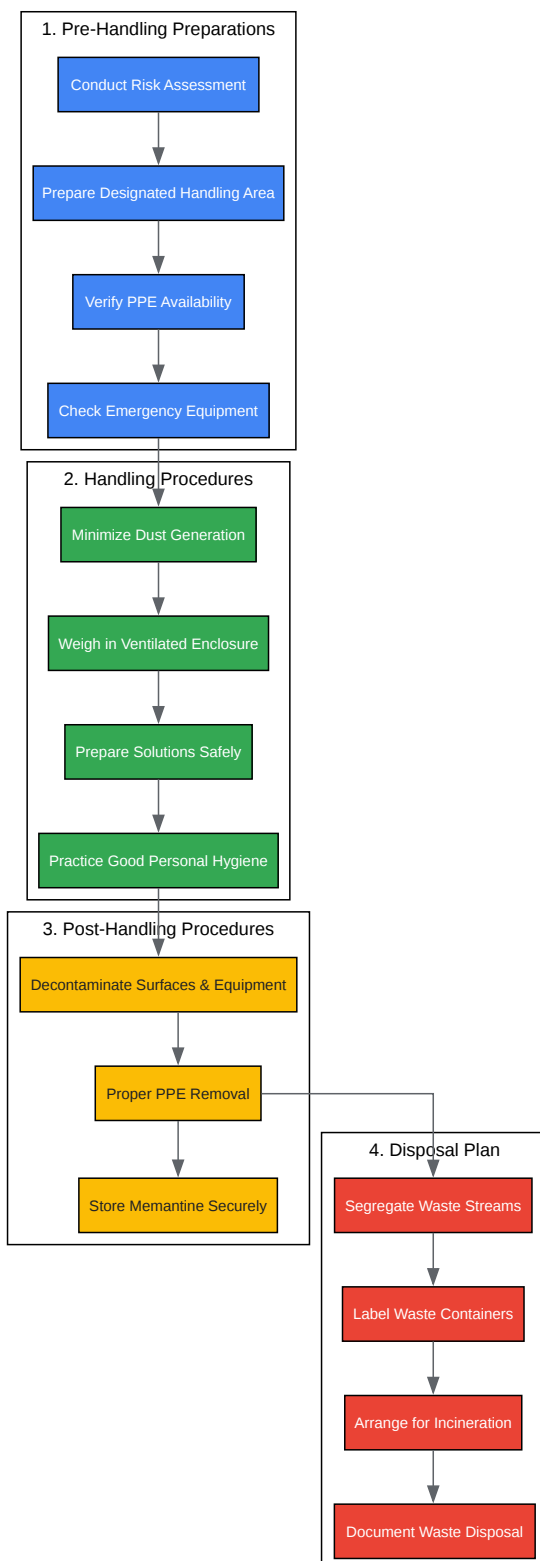 1. Pre-Handling Preparations
Conduct Risk Assessment
Prepare Designated Handling Area
Verify PPE Availability
Check Emergency Equipment
2. Handling Procedures
Minimize Dust Generation
Weigh in Ventilated Enclosure
Prepare Solutions Safely
Practice Good Personal Hygiene
3. Post-Handling Procedures
Decontaminate Surfaces & Equipment
Proper PPE Removal
Store Memantine Securely
4. Disposal Plan
Segregate Waste Streams
Label Waste Containers
Arrange for Incineration
Document Waste Disposal